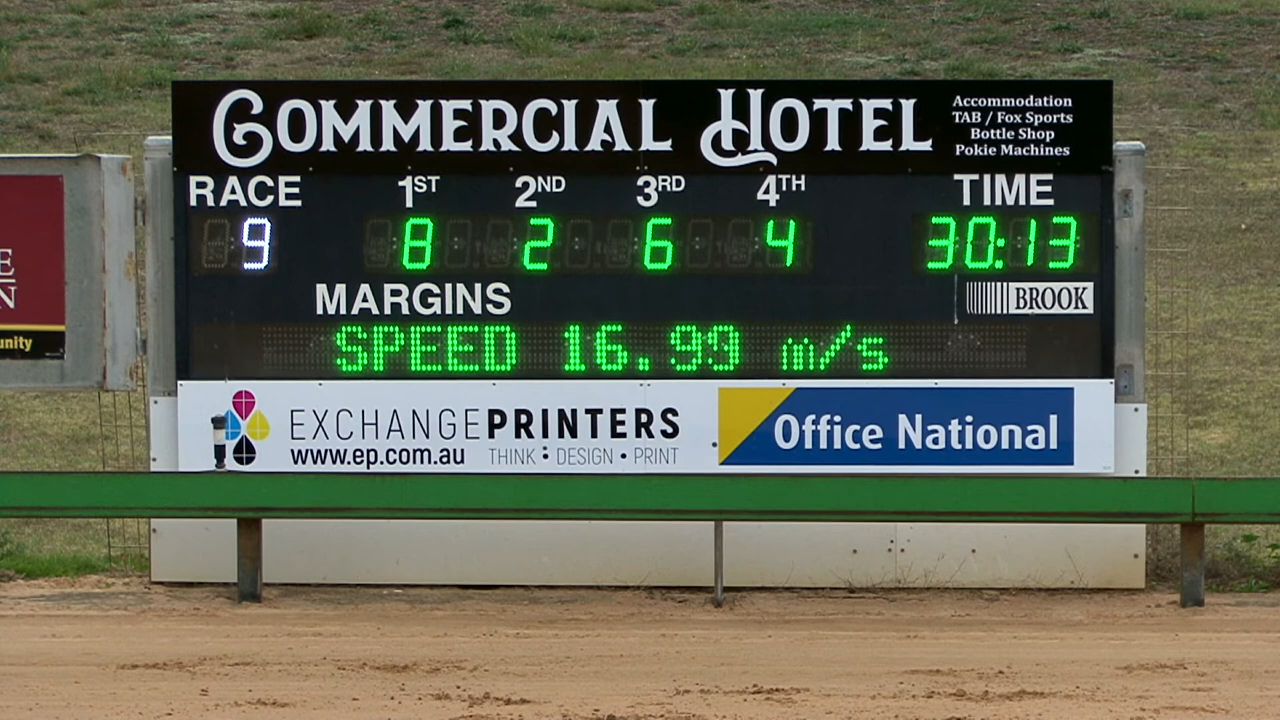 COMMERCIAL HOTEL
Accommodation
TAB / Fox Sports
Bottle Shop
Pokie Machines
RACE 1ST 2ND 3RD 4TH TIME
9 8 2 6 4 30:13
MARGINS
BROOK
SPEED 16.99 m/s
EXCHANGEPRINTERS
www.ep.com.au THINK : DESIGN • PRINT
Office National
E
N
unity